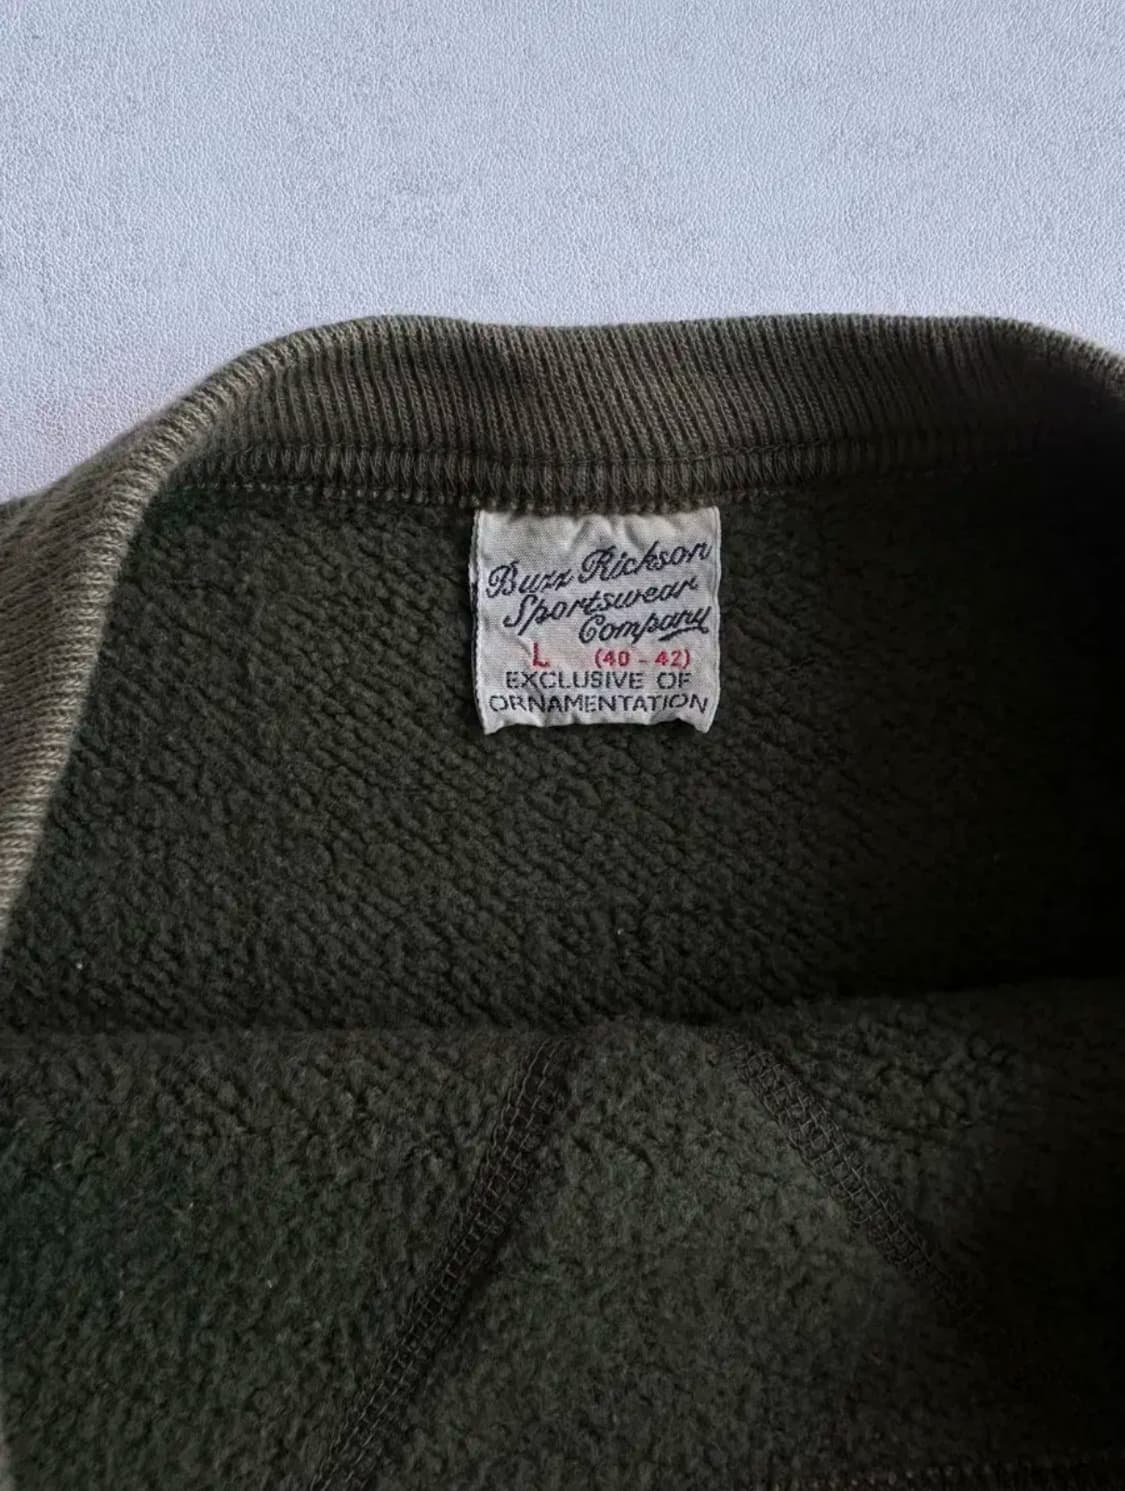 Buzz Rickson
Sportswear
Company
L (40 - 42)
EXCLUSIVE OF
ORNAMENTATION